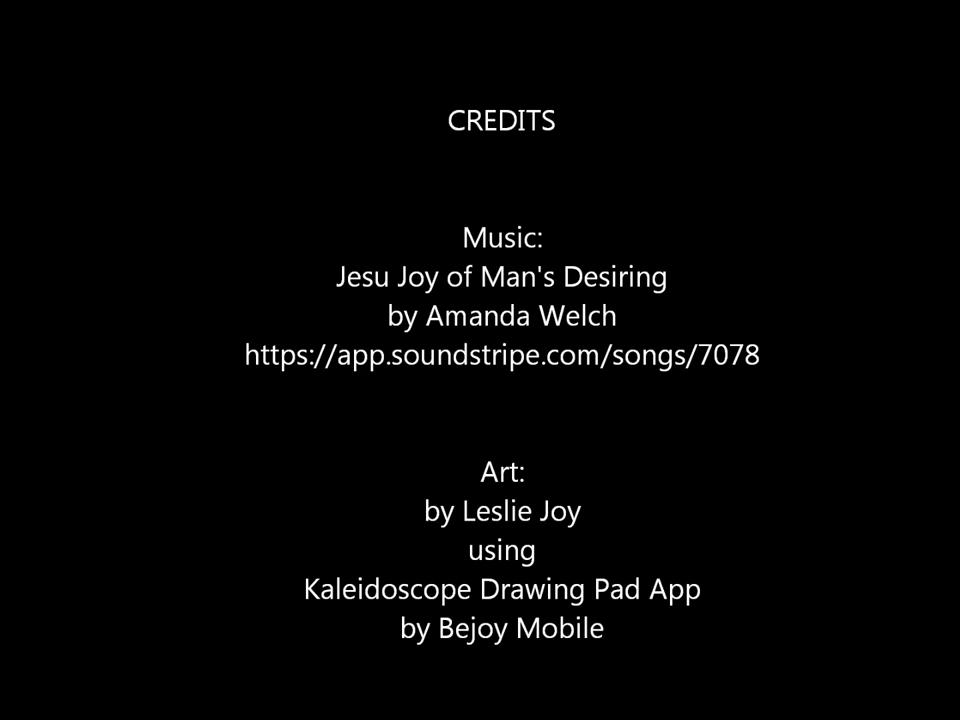 CREDITS
Music:
Jesu Joy of Man's Desiring
by Amanda Welch
https://app.soundstripe.com/songs/7078
Art:
by Leslie Joy
using
Kaleidoscope Drawing Pad App
by Bejoy Mobile